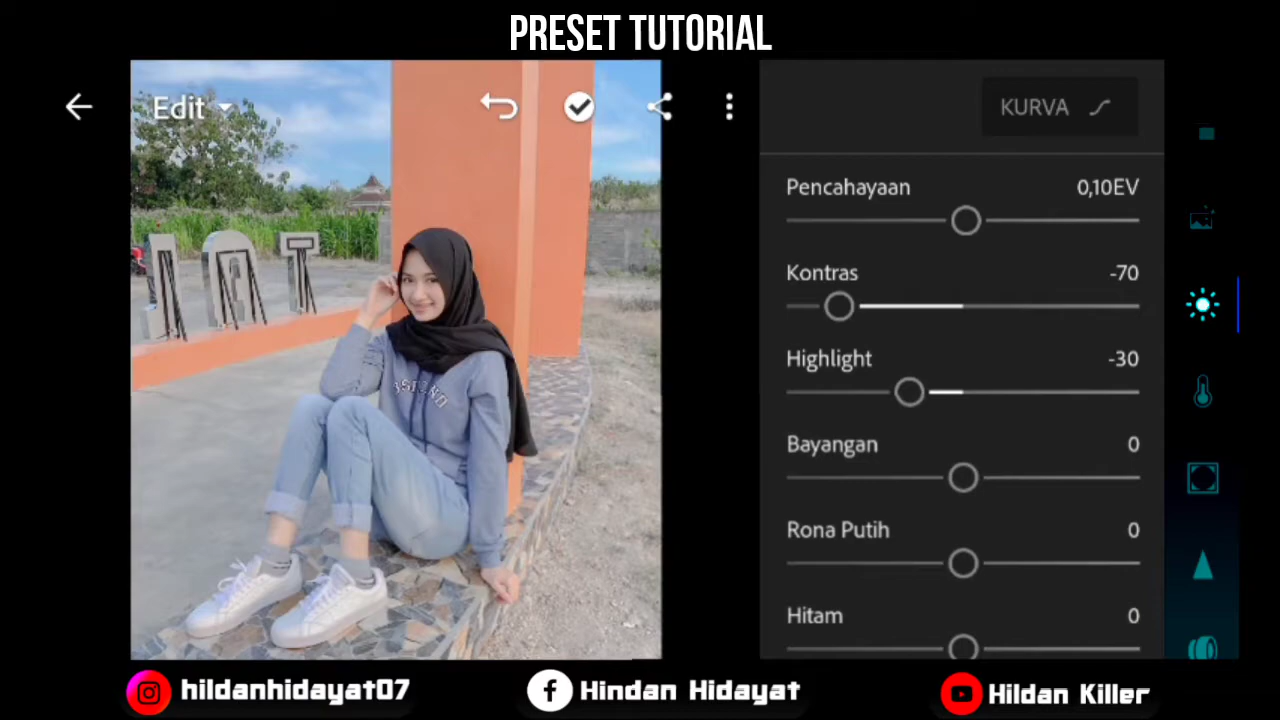 PRESET TUTORIAL
Edit
KURVA
Pencahayaan 0,10EV
Kontras -70
Highlight -30
Bayangan 0
Rona Putih 0
Hitam 0
hildanhidayat07
Hindan Hidayat
Hildan Killer